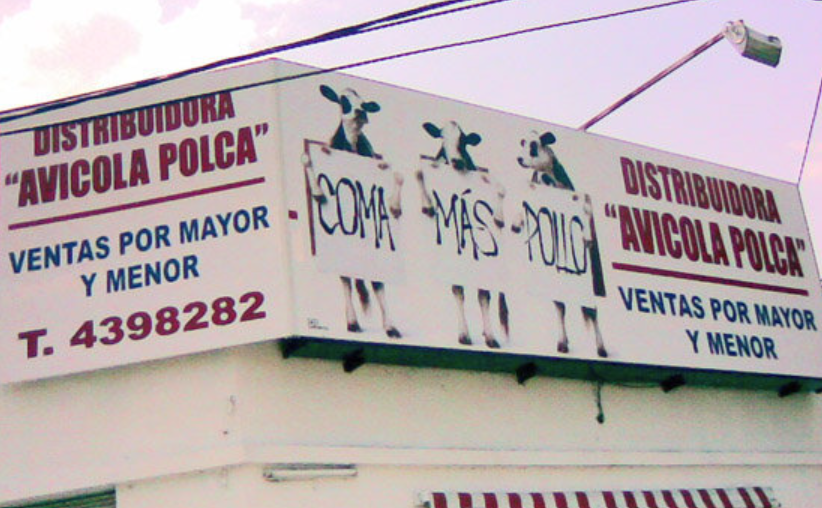 DISTRIBUIDORA
"AVICOLA POLCA"
VENTAS POR MAYOR
Y MENOR
T. 4398282
COMA
MÁS
POLLO
DISTRIBUIDORA
"AVICOLA POLCA"
VENTAS POR MAYOR
Y MENOR